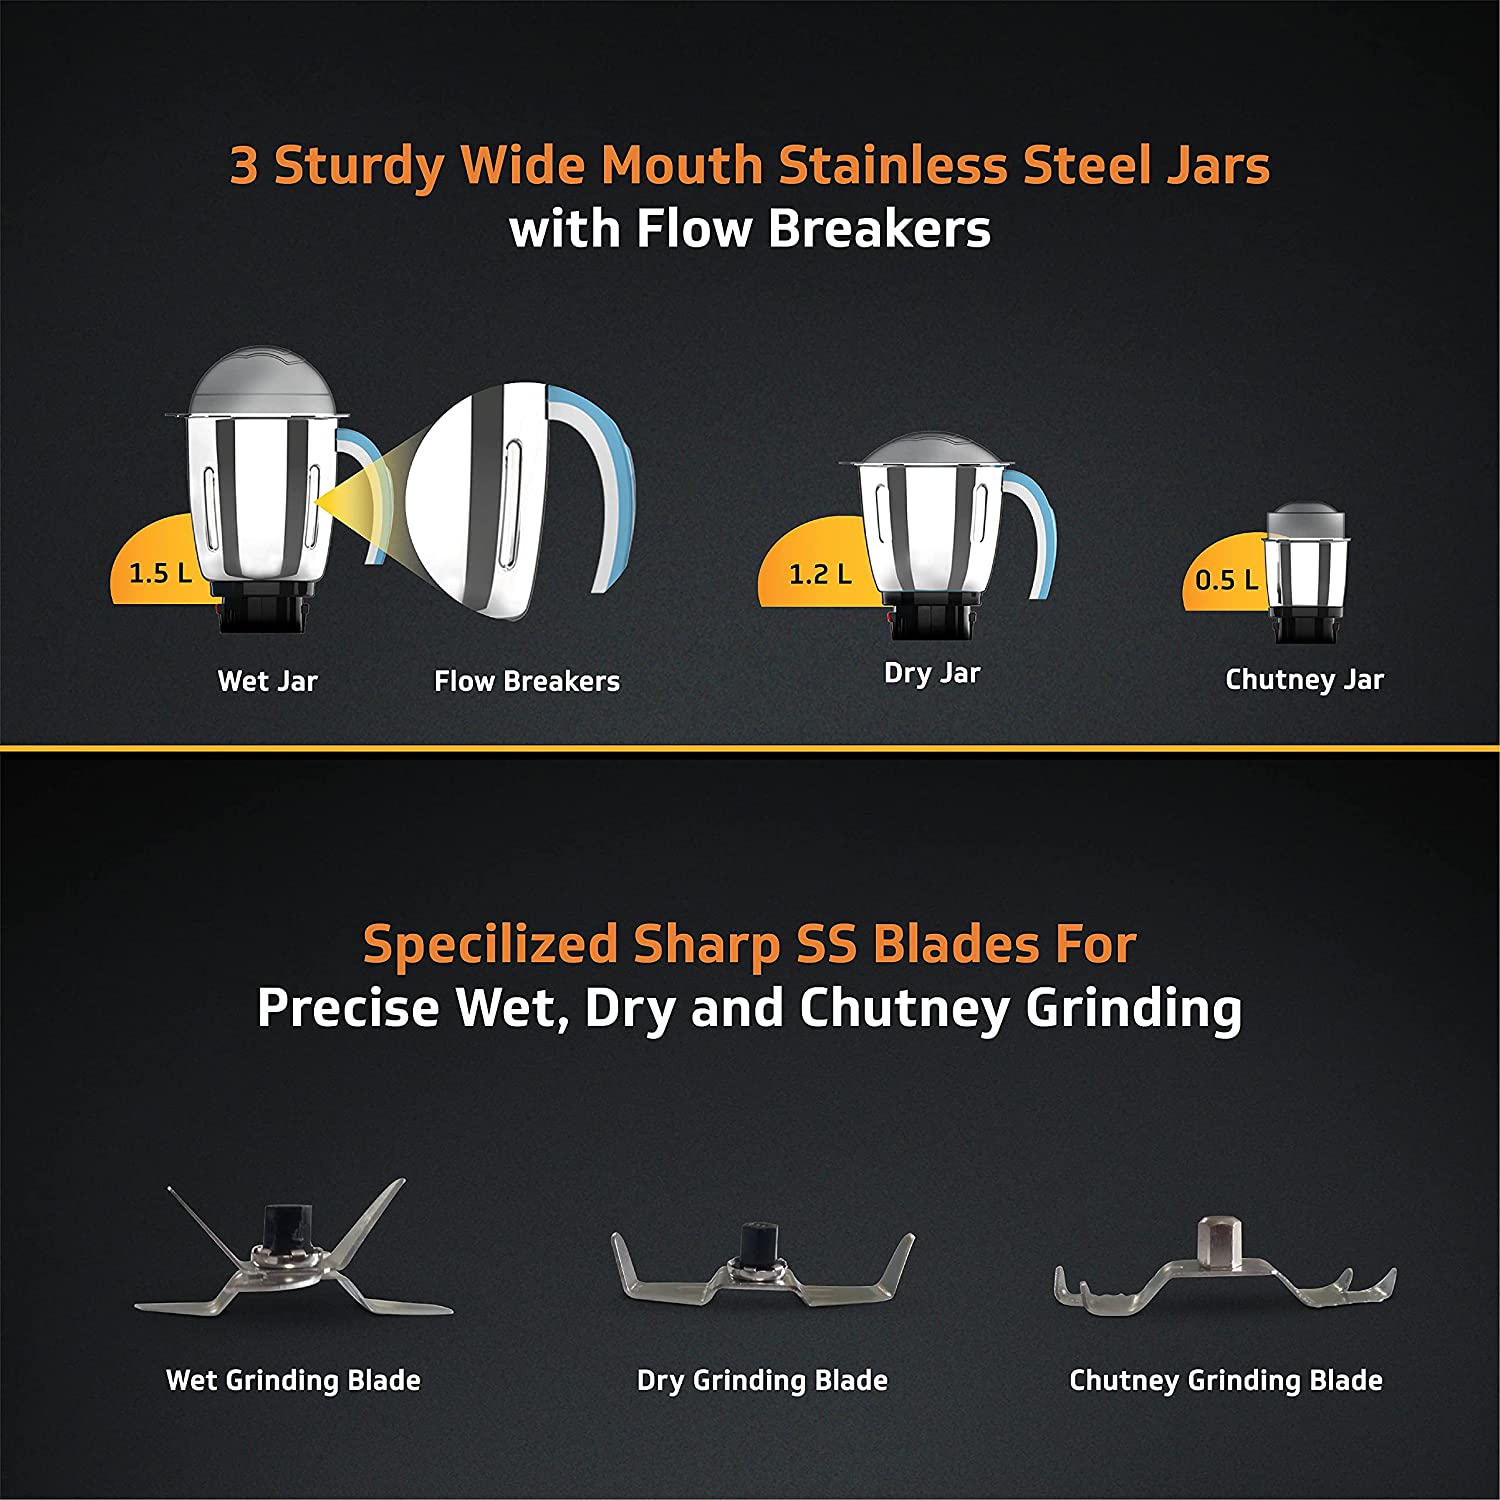 3 Sturdy Wide Mouth Stainless Steel Jars
with Flow Breakers
1.5 L
1.2 L
0.5 L
Wet Jar
Flow Breakers
Dry Jar
Chutney Jar
Specilized Sharp SS Blades For
Precise Wet, Dry and Chutney Grinding
Wet Grinding Blade
Dry Grinding Blade
Chutney Grinding Blade